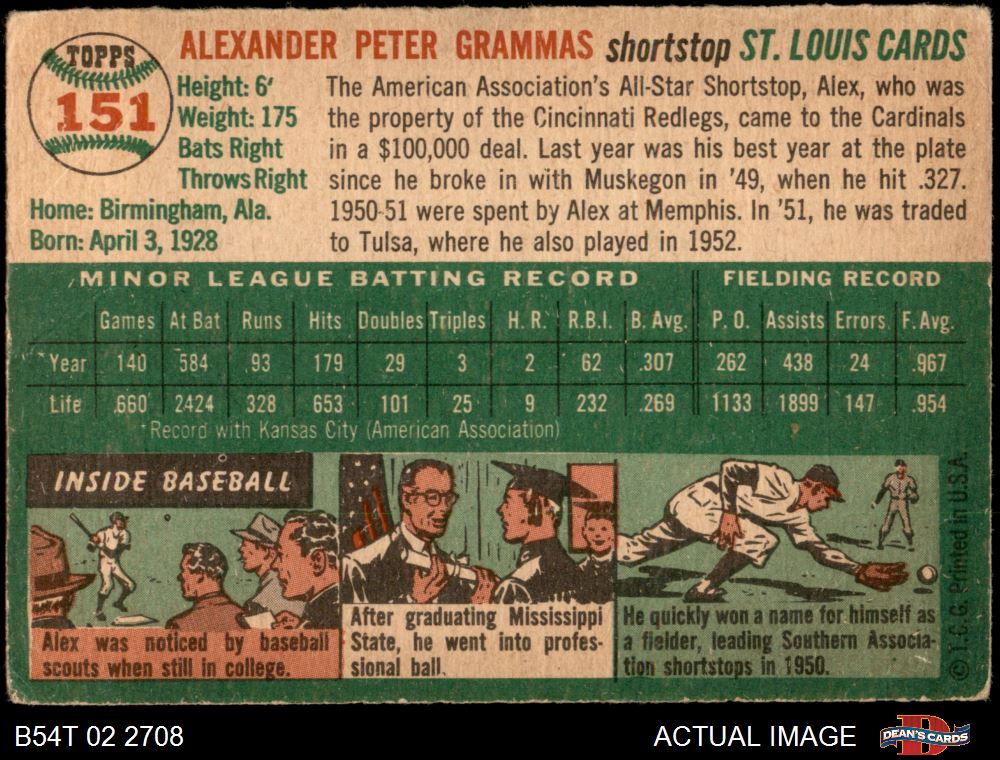 TOPPS
151
ALEXANDER PETER GRAMMAS shortstop ST. LOUIS CARDS
Height: 6'
Weight: 175
Bats Right
Throws Right
Home: Birmingham, Ala.
Born: April 3, 1928
The American Association's All-Star Shortstop, Alex, who was
the property of the Cincinnati Redlegs, came to the Cardinals
in a $100,000 deal. Last year was his best year at the plate
since he broke in with Muskegon in '49, when he hit .327.
1950-51 were spent by Alex at Memphis. In '51, he was traded
to Tulsa, where he also played in 1952.
MINOR LEAGUE BATTING RECORD FIELDING RECORD
Games At Bat Runs Hits Doubles Triples H. R. R.B.I. B. Avg. P. O. Assists Errors F. Avg.
*Year 140 584 93 179 29 3 2 62 .307 262 438 24 .967
Life 660 2424 328 653 101 25 9 232 .269 1133 1899 147 .954
*Record with Kansas City (American Association)
INSIDE BASEBALL
Alex was noticed by baseball
scouts when still in college.
After graduating Mississippi
State, he went into profes-
sional ball.
He quickly won a name for himself as
a fielder, leading Southern Associa-
tion shortstops in 1950.
© T.C.G. Printed in U.S.A.
B54T 02 2708
ACTUAL IMAGE
D
DEAN'S CARDS